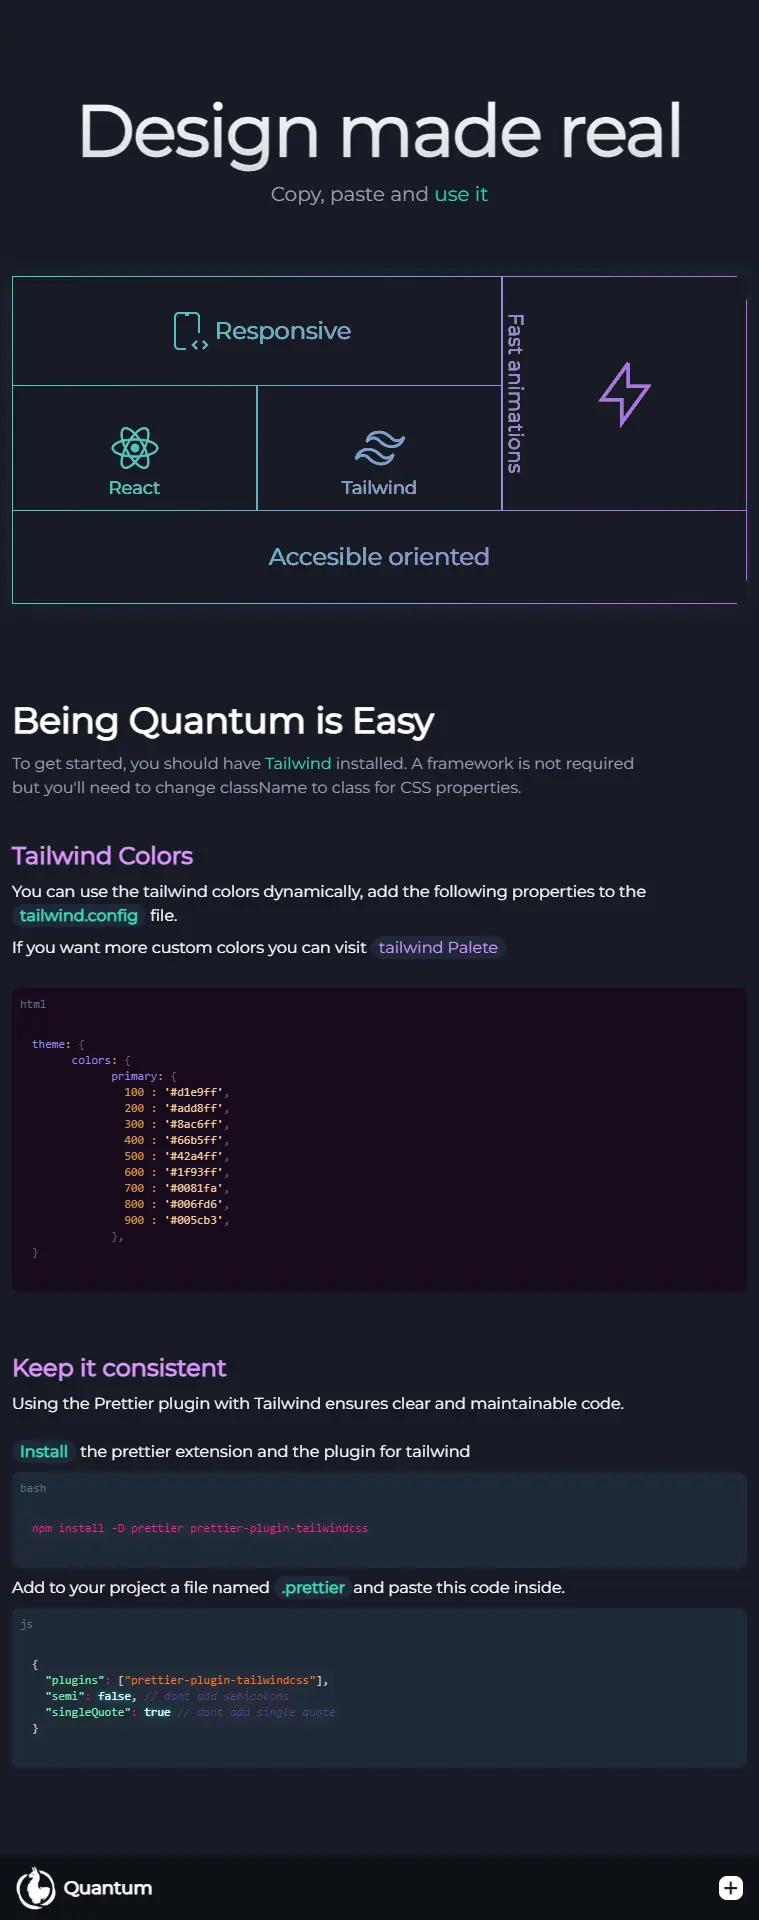 Design made real
Copy, paste and use it
Responsive
Fast animations
React
Tailwind
Accesible oriented
Being Quantum is Easy
To get started, you should have Tailwind installed. A framework is not required
but you'll need to change className to class for CSS properties.
Tailwind Colors
You can use the tailwind colors dynamically, add the following properties to the
tailwind.config file.
If you want more custom colors you can visit tailwind Palete
html
theme: {
colors: {
primary: {
100 : '#d1e9ff',
200 : '#add8ff',
300 : '#8ac6ff',
400 : '#66b5ff',
500 : '#42a4ff',
600 : '#1f93ff',
700 : '#0081fa',
800 : '#006fd6',
900 : '#005cb3',
},
}
Keep it consistent
Using the Prettier plugin with Tailwind ensures clear and maintainable code.
Install the prettier extension and the plugin for tailwind
bash
npm install -D prettier prettier-plugin-tailwindcss
Add to your project a file named .prettier and paste this code inside.
js
{
"plugins": ["prettier-plugin-tailwindcss"],
"semi": false, // dont add semicolons
"singleQuote": true // dont add single quote
}
Quantum